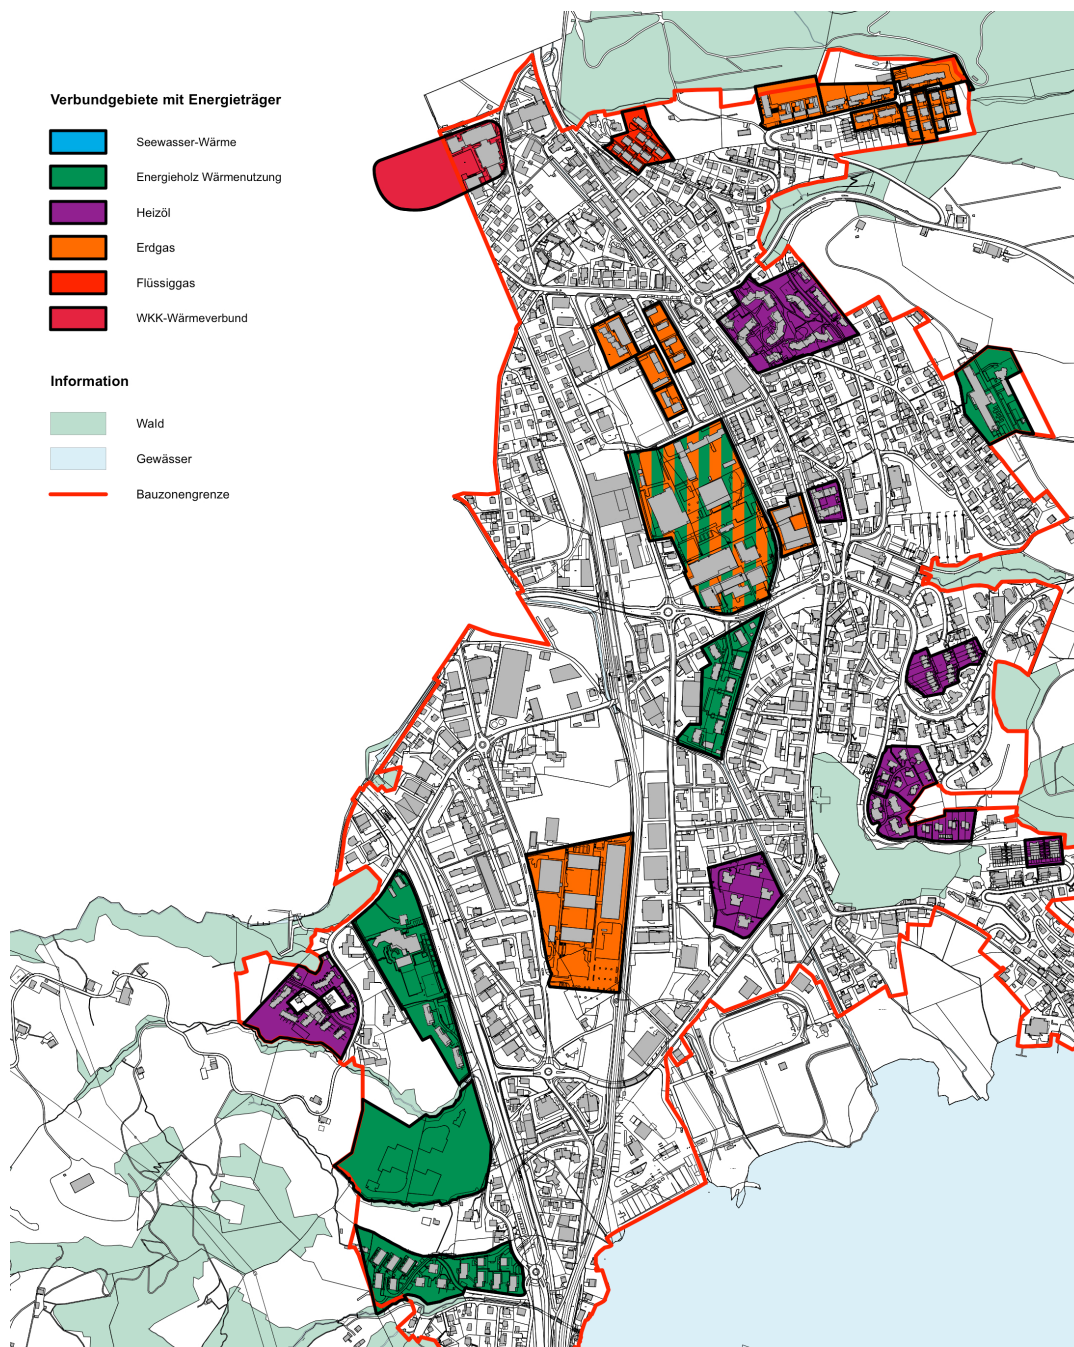 Verbundgebiete mit Energieträger
Seewasser-Wärme
Energieholz Wärmenutzung
Heizöl
Erdgas
Flüssiggas
WKK-Wärmeverbund
Information
Wald
Gewässer
Bauzonengrenze